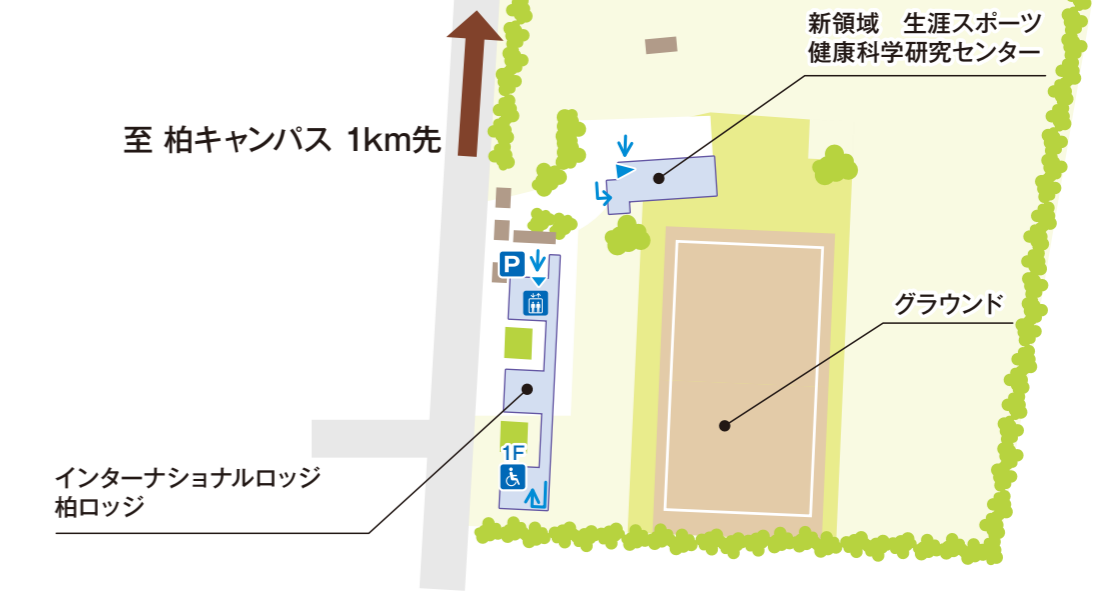 新領域　生涯スポーツ
健康科学研究センター
至 柏キャンパス 1km先
P
グラウンド
1F
インターナショナルロッジ
柏ロッジ